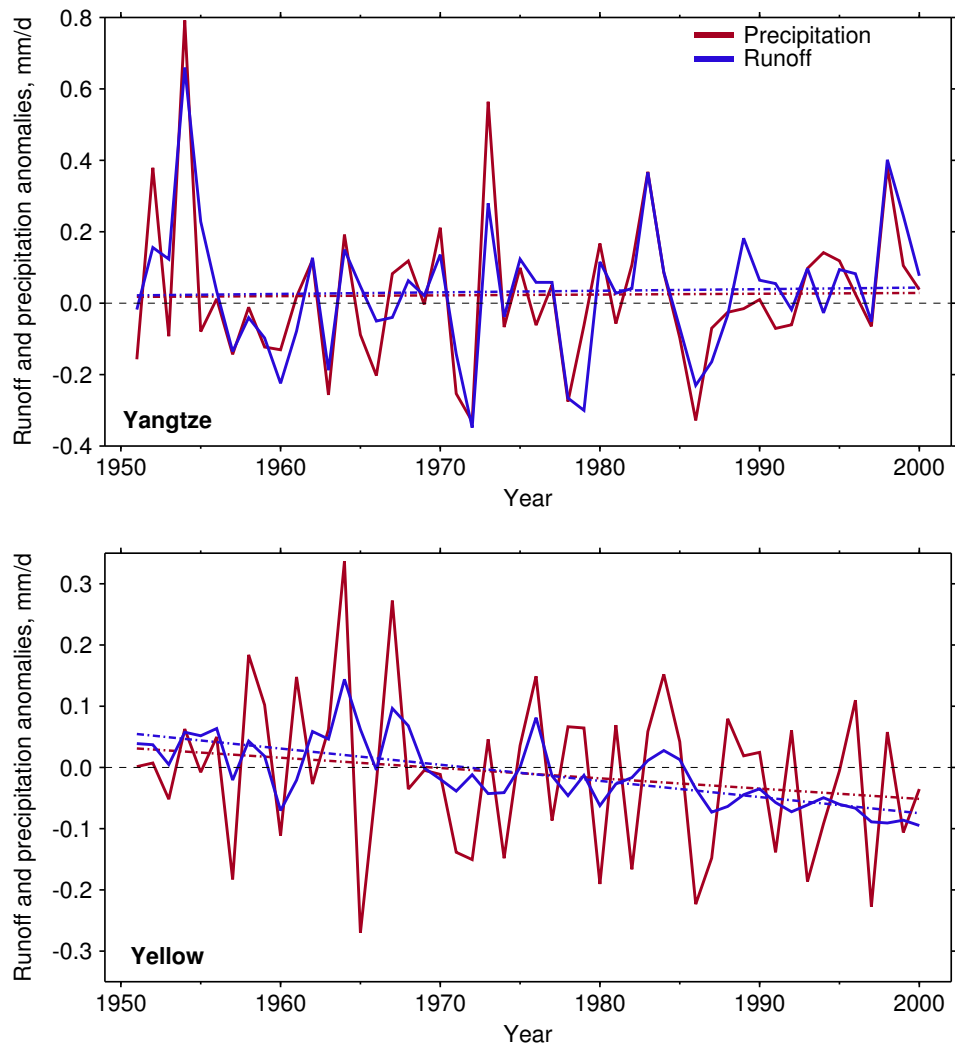 Runoff and precipitation anomalies, mm/d
0.8
0.6
0.4
0.2
0.0
-0.2
-0.4
Precipitation
Runoff
Yangtze
1950 1960 1970 1980 1990 2000
Year
Runoff and precipitation anomalies, mm/d
0.3
0.2
0.1
0.0
-0.1
-0.2
-0.3
Yellow
1950 1960 1970 1980 1990 2000
Year